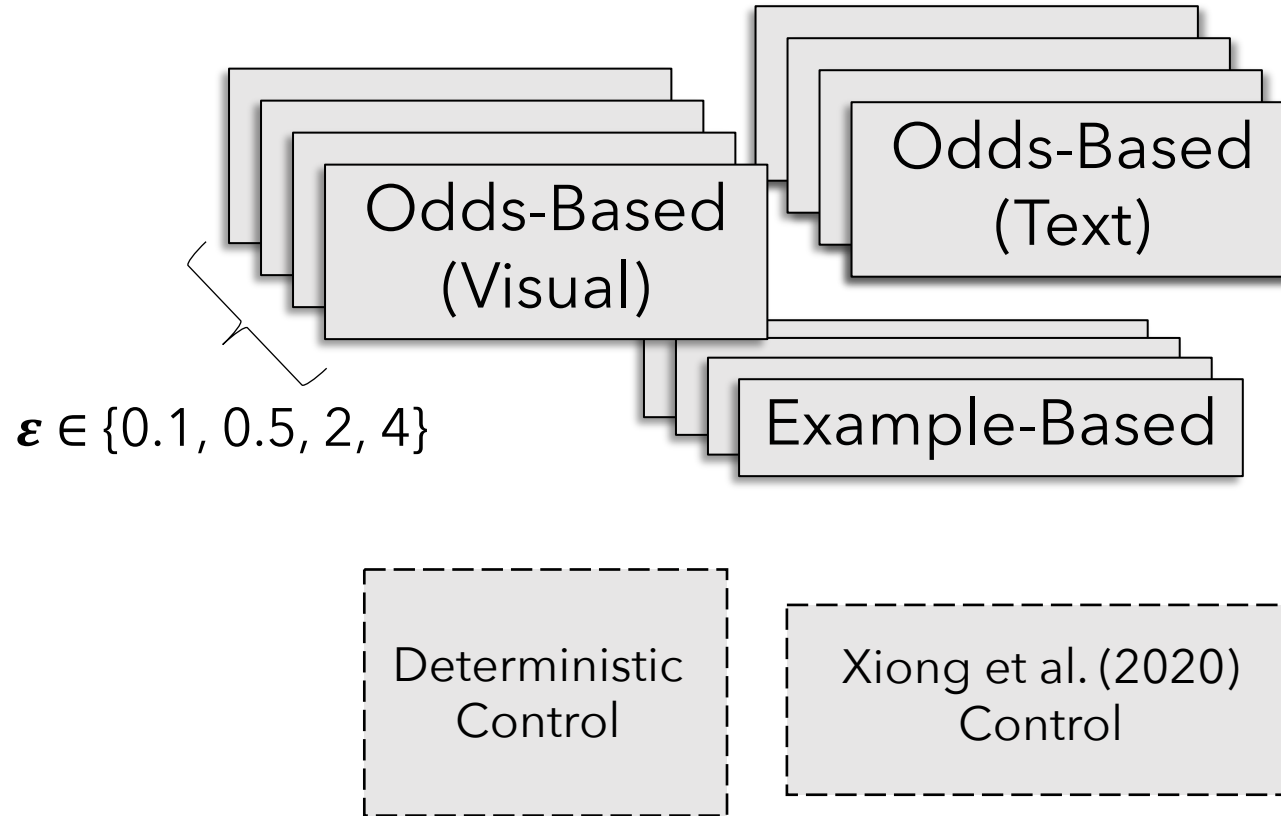 Odds-Based
(Text)
Odds-Based
(Visual)
𝜺 ∈ {0.1, 0.5, 2, 4}
Example-Based
Deterministic
Control
Xiong et al. (2020)
Control